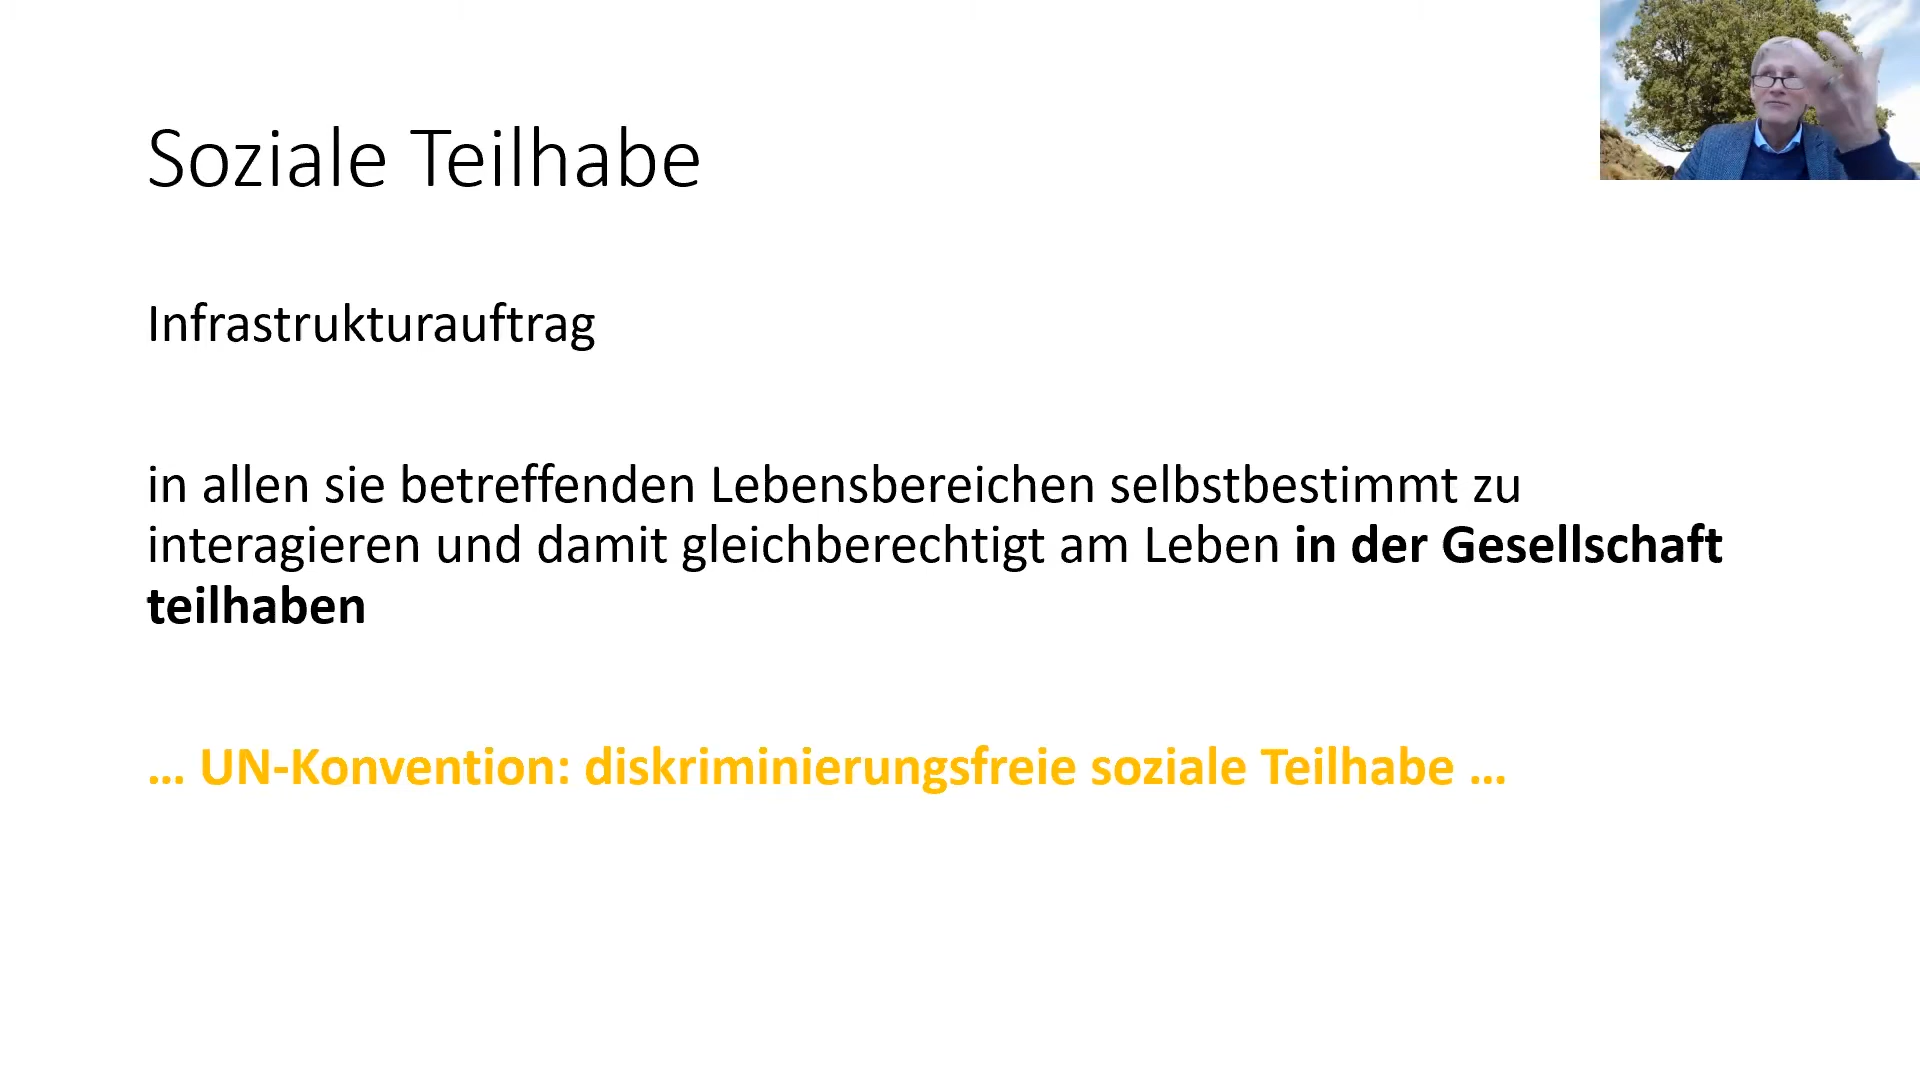 Soziale Teilhabe
Infrastrukturauftrag
in allen sie betreffenden Lebensbereichen selbstbestimmt zu
interagieren und damit gleichberechtigt am Leben in der Gesellschaft
teilhaben
... UN-Konvention: diskriminierungsfreie soziale Teilhabe ...